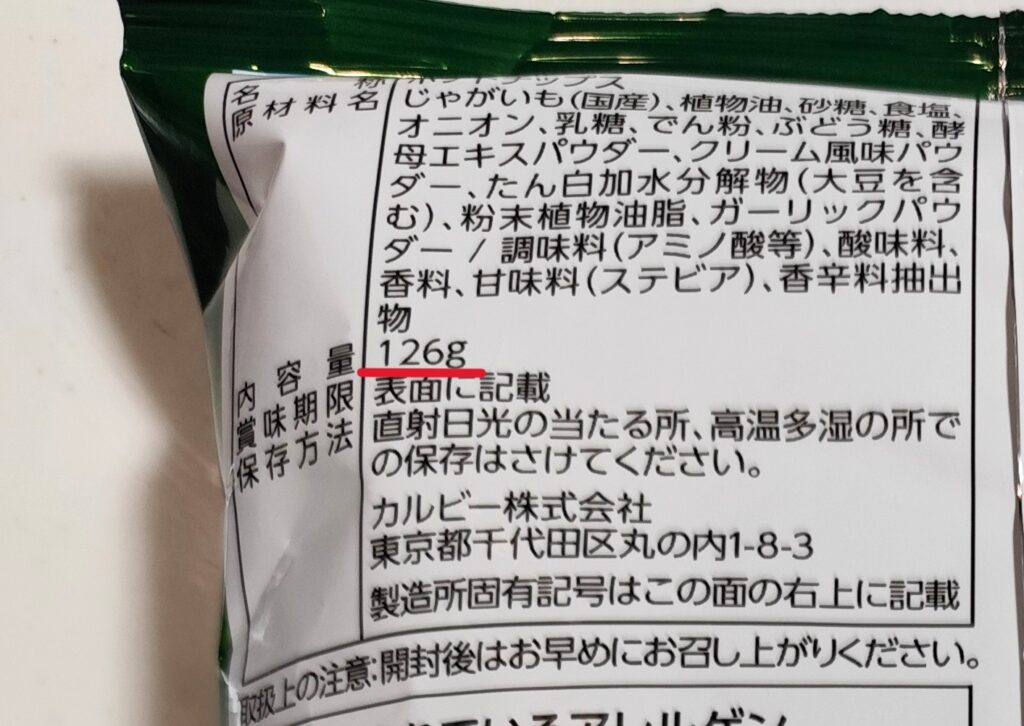 名称 ポテトチップス
原材料名 じゃがいも(国産)、植物油、砂糖、食塩、
オニオン、乳糖、でん粉、ぶどう糖、酵
母エキスパウダー、クリーム風味パウ
ダー、たん白加水分解物(大豆を含
む)、粉末植物油脂、ガーリックパウ
ダー / 調味料(アミノ酸等)、酸味料、
香料、甘味料(ステビア)、香辛料抽出
物
内容量 126g
賞味期限 表面に記載
保存方法 直射日光の当たる所、高温多湿の所で
の保存はさけてください。
カルビー株式会社
東京都千代田区丸の内1-8-3
製造所固有記号はこの面の右上に記載
取扱上の注意:開封後はお早めにお召し上がりください。